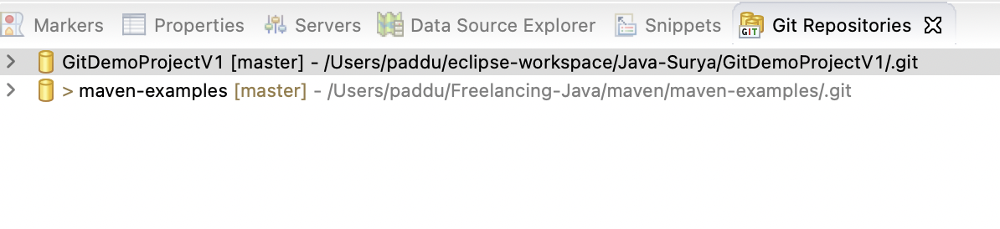 Markers Properties Servers Data Source Explorer Snippets GIT Git Repositories
GitDemoProjectV1 [master] - /Users/paddu/eclipse-workspace/Java-Surya/GitDemoProjectV1/.git
> maven-examples [master] - /Users/paddu/Freelancing-Java/maven/maven-examples/.git